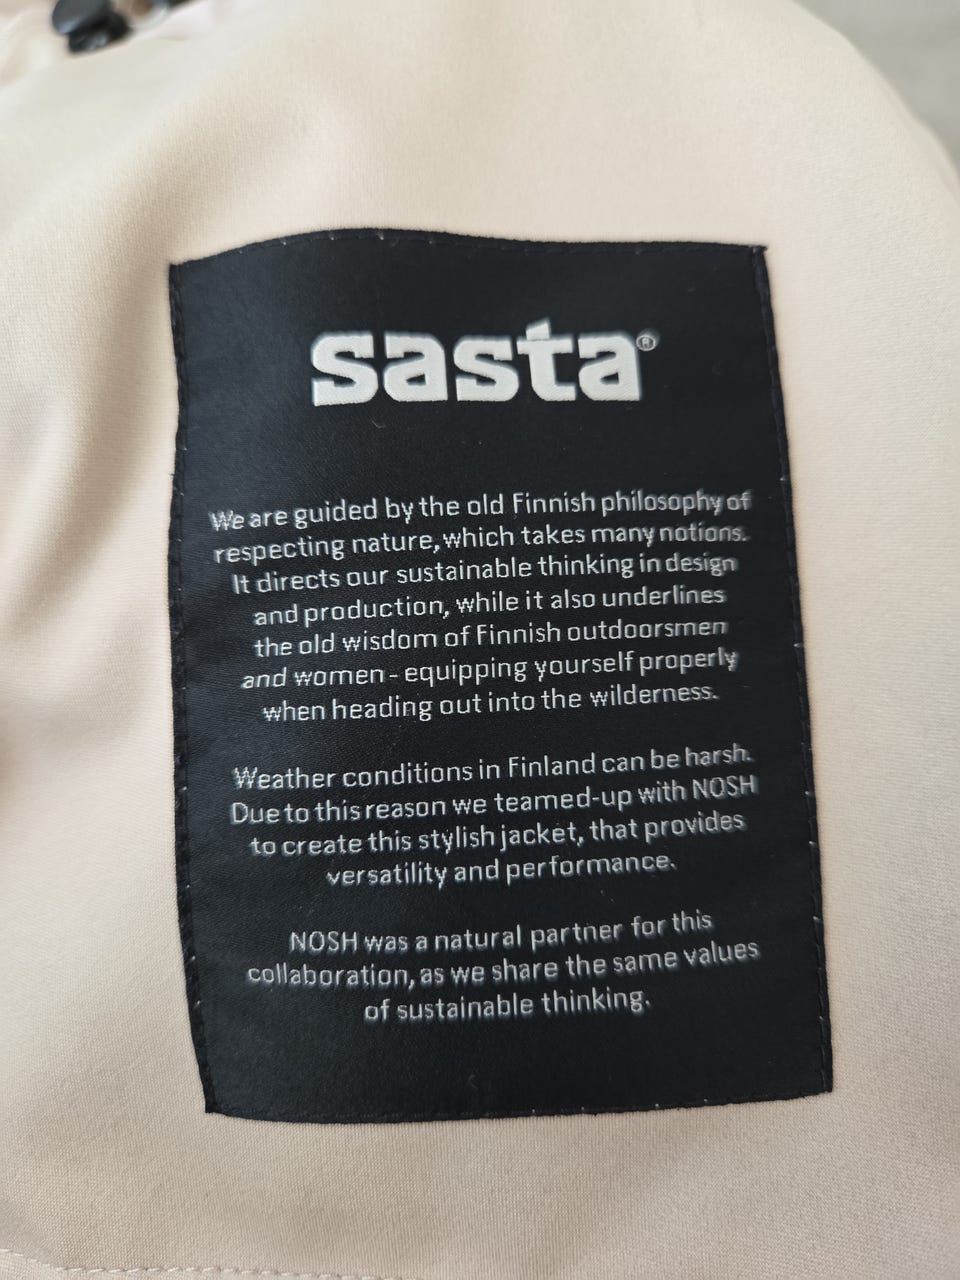 sasta®
We are guided by the old Finnish philosophy of
respecting nature, which takes many notions.
It directs our sustainable thinking in design
and production, while it also underlines
the old wisdom of Finnish outdoorsmen
and women - equipping yourself properly
when heading out into the wilderness.
Weather conditions in Finland can be harsh.
Due to this reason we teamed-up with NOSH
to create this stylish jacket, that provides
versatility and performance.
NOSH was a natural partner for this
collaboration, as we share the same values
of sustainable thinking.